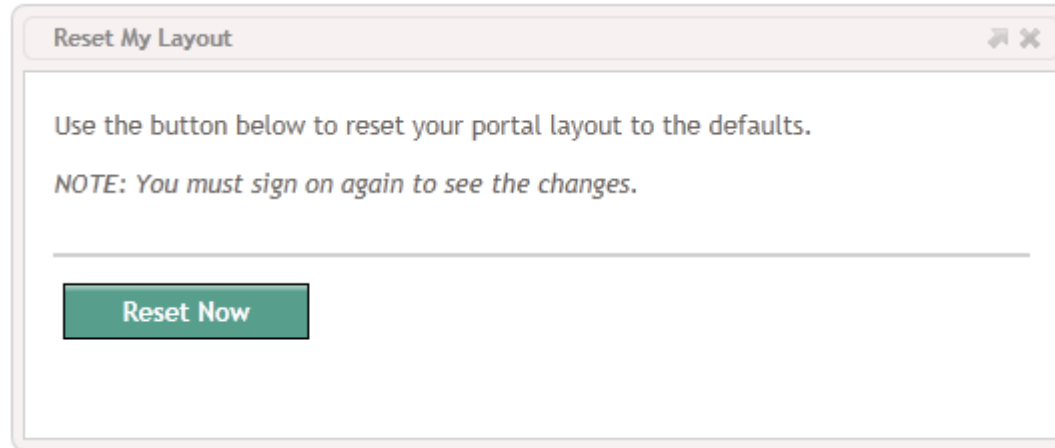 Reset My Layout
Use the button below to reset your portal layout to the defaults.
NOTE: You must sign on again to see the changes.
Reset Now